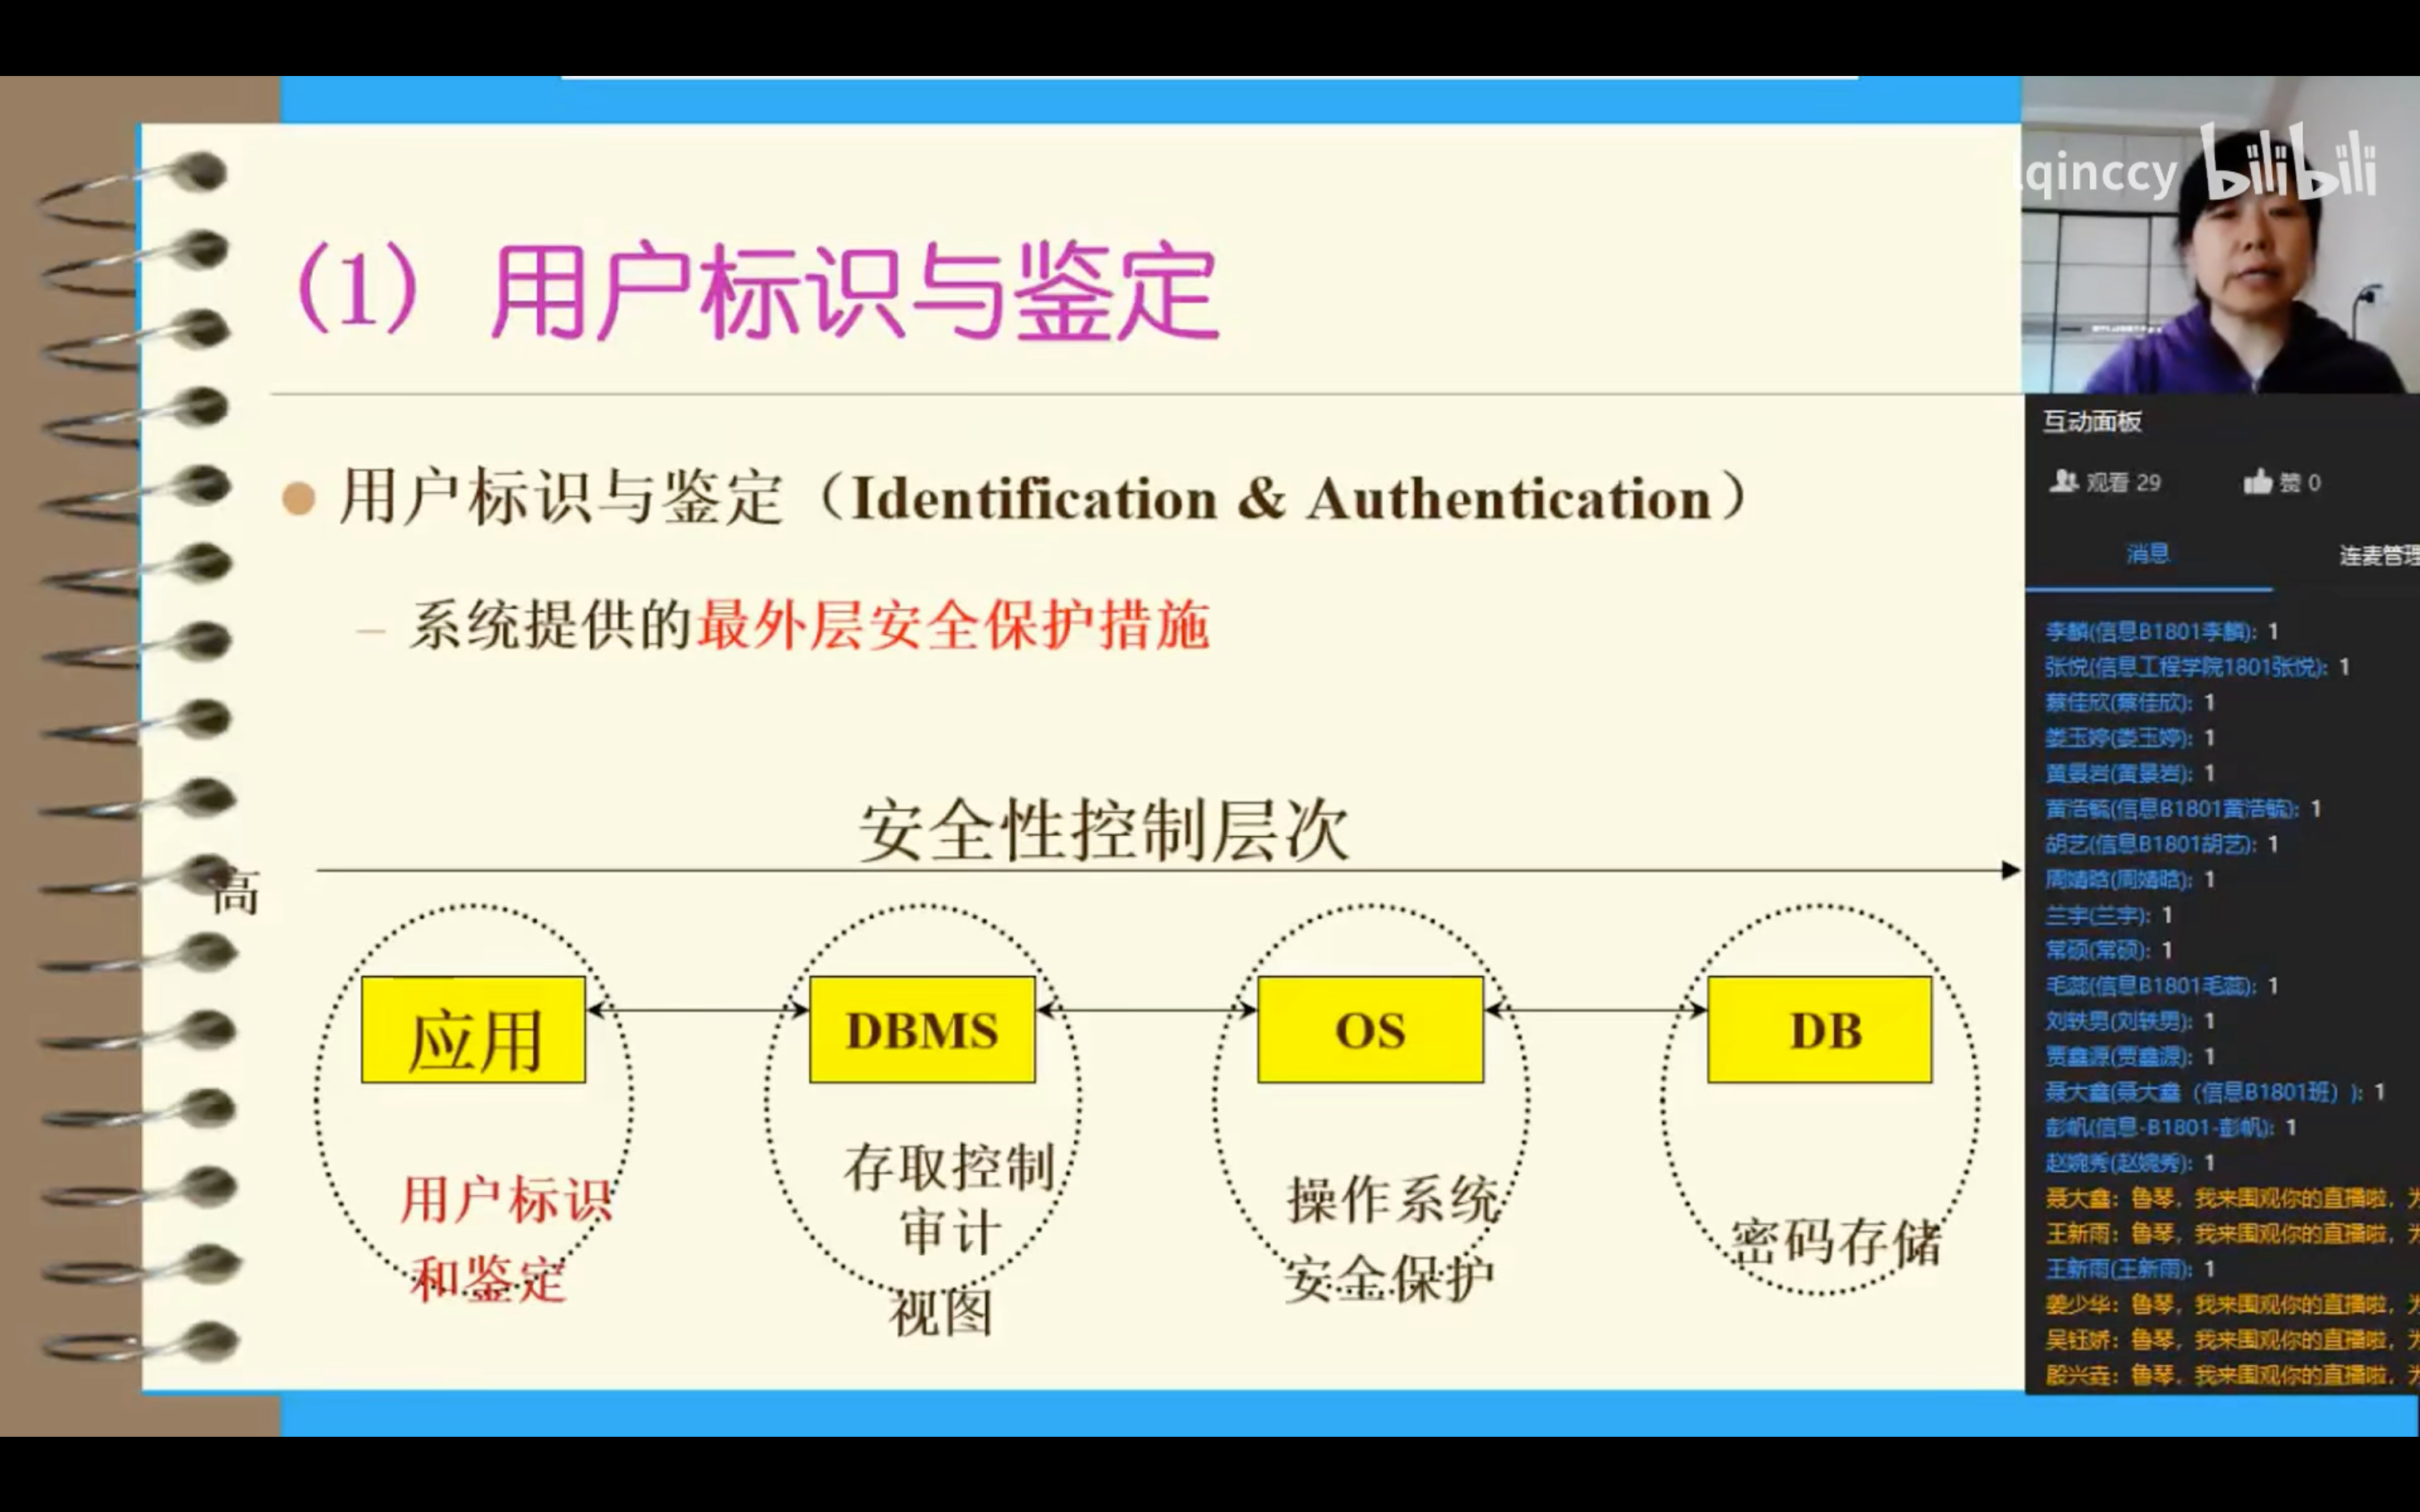 （1） 用户标识与鉴定
用户标识与鉴定（Identification & Authentication）
– 系统提供的最外层安全保护措施
安全性控制层次
高
应用
DBMS
OS
DB
用户标识
和鉴定
存取控制
审计
视图
操作系统
安全保护
密码存储
qinccy bilibili
互动面板
观看 29
赞 0
消息
连麦管理
李麟(信息B1801李麟): 1
张悦(信息工程学院1801张悦): 1
蔡佳欣(蔡佳欣): 1
娄玉婷(娄玉婷): 1
黄景岩(黄景岩): 1
黄浩毓(信息B1801黄浩毓): 1
胡艺(信息B1801胡艺): 1
周婧晗(周婧晗): 1
兰宇(兰宇): 1
常硕(常硕): 1
毛蕊(信息B1801毛蕊): 1
刘轶男(刘轶男): 1
贾鑫源(贾鑫源): 1
聂大鑫(聂大鑫（信息B1801班）): 1
彭帆(信息-B1801-彭帆): 1
赵婉秀(赵婉秀): 1
聂大鑫：鲁琴，我来围观你的直播啦，
王新雨：鲁琴，我来围观你的直播啦，
王新雨(王新雨): 1
姜少华：鲁琴，我来围观你的直播啦，
吴钰娇：鲁琴，我来围观你的直播啦，
殷兴垚：鲁琴，我来围观你的直播啦，